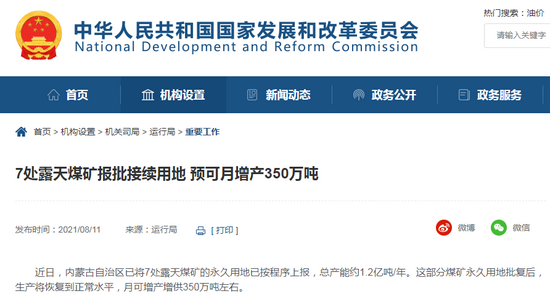 热门搜索：油价
中华人民共和国国家发展和改革委员会
National Development and Reform Commission
请输入关键字
首页 机构设置 新闻动态 政务公开 政务服务
首页 > 机构设置 > 机关司局 > 运行局 > 重要工作
7处露天煤矿报批接续用地 预可月增产350万吨
发布时间：2021/08/11 来源：运行局 [ 打印 ] 微博 微信
近日，内蒙古自治区已将7处露天煤矿的永久用地已按程序上报，总产能约1.2亿吨/年。这部分煤矿永久用地批复后，
生产将恢复到正常水平，月可增产增供350万吨左右。